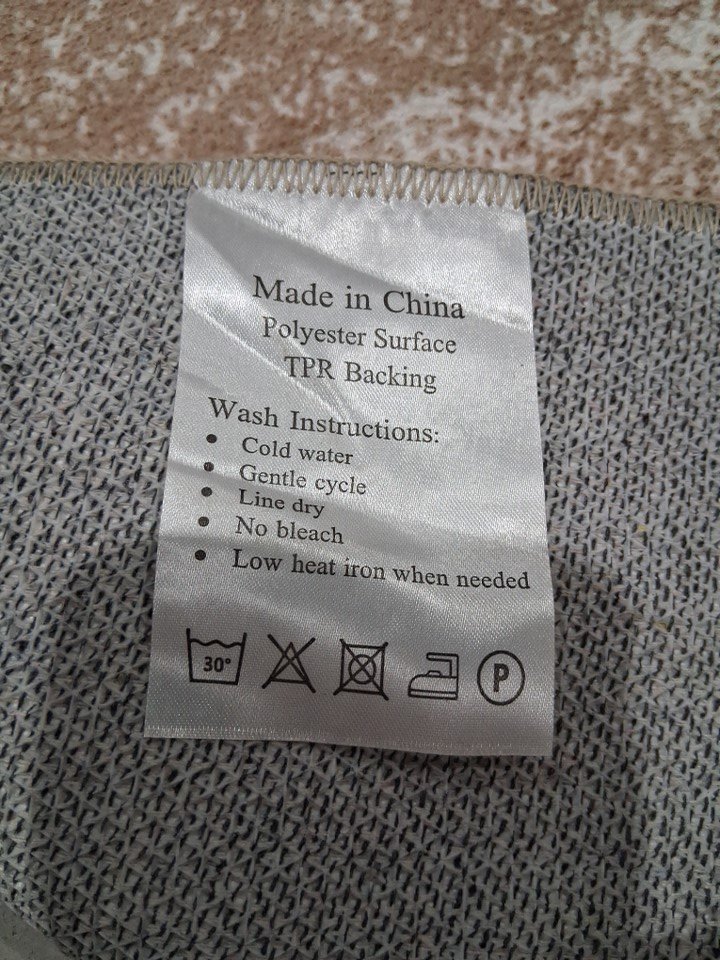 Made in China
Polyester Surface
TPR Backing
Wash Instructions:
• Cold water
• Gentle cycle
• Line dry
• No bleach
• Low heat iron when needed
30° P